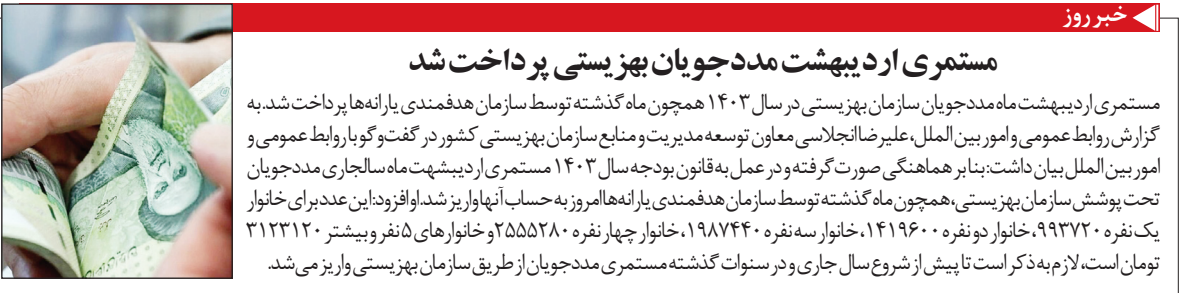 خبر روز
مستمری اردیبهشت مددجویان بهزیستی پرداخت شد
مستمری اردیبهشت ماه مددجویان سازمان بهزیستی در سال ۱۴۰۳ همچون ماه گذشته توسط سازمان هدفمندی یارانه‌ها پرداخت شد. به
گزارش روابط عمومی و امور بین الملل، علیرضا انجلاسی معاون توسعه مدیریت و منابع سازمان بهزیستی کشور در گفت‌وگو با روابط عمومی و
امور بین الملل بیان داشت: بنا بر هماهنگی صورت گرفته و در عمل به قانون بودجه سال ۱۴۰۳ مستمری اردیبشهت ماه سالجاری مددجویان
تحت پوشش سازمان بهزیستی، همچون ماه گذشته توسط سازمان هدفمندی یارانه‌ها امروز به حساب آنها واریز شد. او افزود: این عدد برای خانوار
یک نفره ۹۹۳۷۲۰، خانوار دو نفره ۱۴۱۹۶۰۰، خانوار سه نفره ۱۹۸۷۴۴۰، خانوار چهار نفره ۲۵۵۵۲۸۰ و خانوارهای ۵ نفر و بیشتر ۳۱۲۳۱۲۰
تومان است، لازم به ذکر است تا پیش از شروع سال جاری و در سنوات گذشته مستمری مددجویان از طریق سازمان بهزیستی واریز می‌شد.